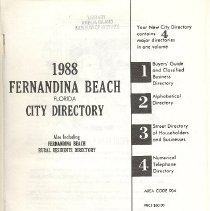 1988
FERNANDINA BEACH
FLORIDA
CITY DIRECTORY
Also Including
FERNANDINA BEACH
RURAL RESIDENTS DIRECTORY
Your New City Directory
contains 4
major directories
in one volume
1 Buyers' Guide
and Classified
Business
Directory
2 Alphabetical
Directory
3 Street Directory
of Householders
and Businesses
4 Numerical
Telephone
Directory
AREA CODE 904